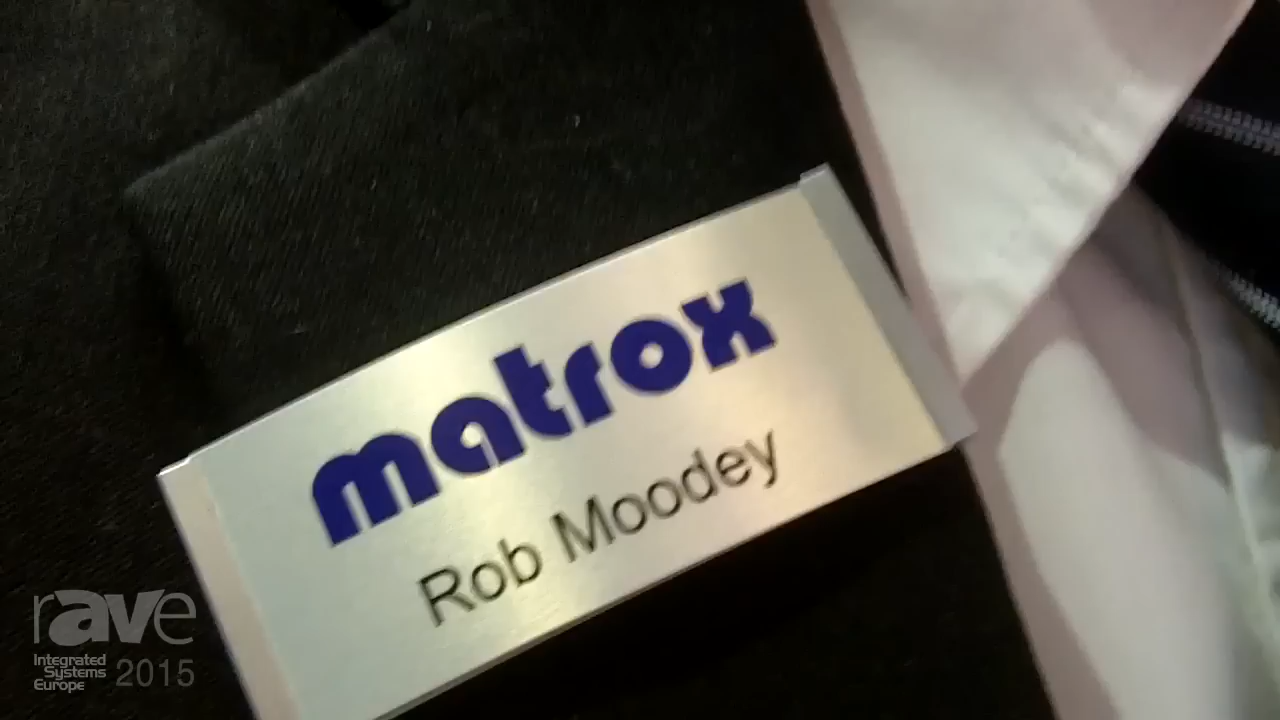 matrox
Rob Moodey
rAVe
Integrated
Systems
Europe 2015